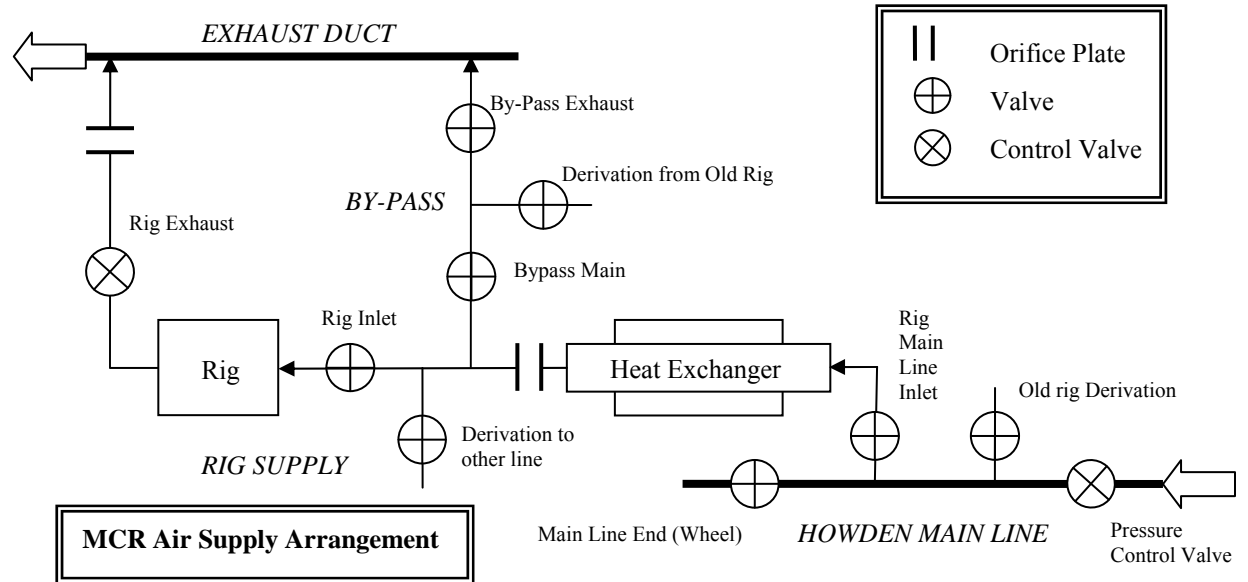 EXHAUST DUCT
Orifice Plate
Valve
Control Valve
By-Pass Exhaust
Derivation from Old Rig
BY-PASS
Rig Exhaust
Bypass Main
Rig Inlet
Rig
Main
Line
Inlet
Rig
Heat Exchanger
Old rig Derivation
Derivation to
other line
RIG SUPPLY
MCR Air Supply Arrangement
Main Line End (Wheel)
HOWDEN MAIN LINE
Pressure
Control Valve